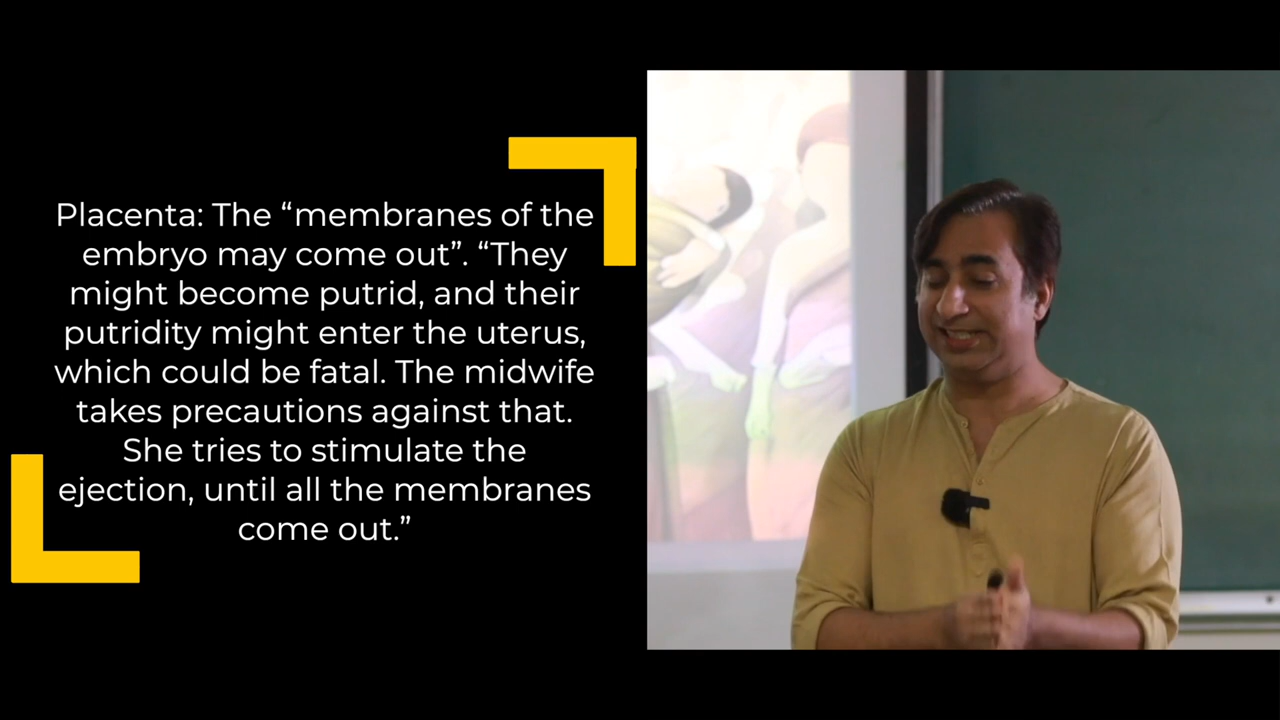 Placenta: The “membranes of the
embryo may come out”. “They
might become putrid, and their
putridity might enter the uterus,
which could be fatal. The midwife
takes precautions against that.
She tries to stimulate the
ejection, until all the membranes
come out.”